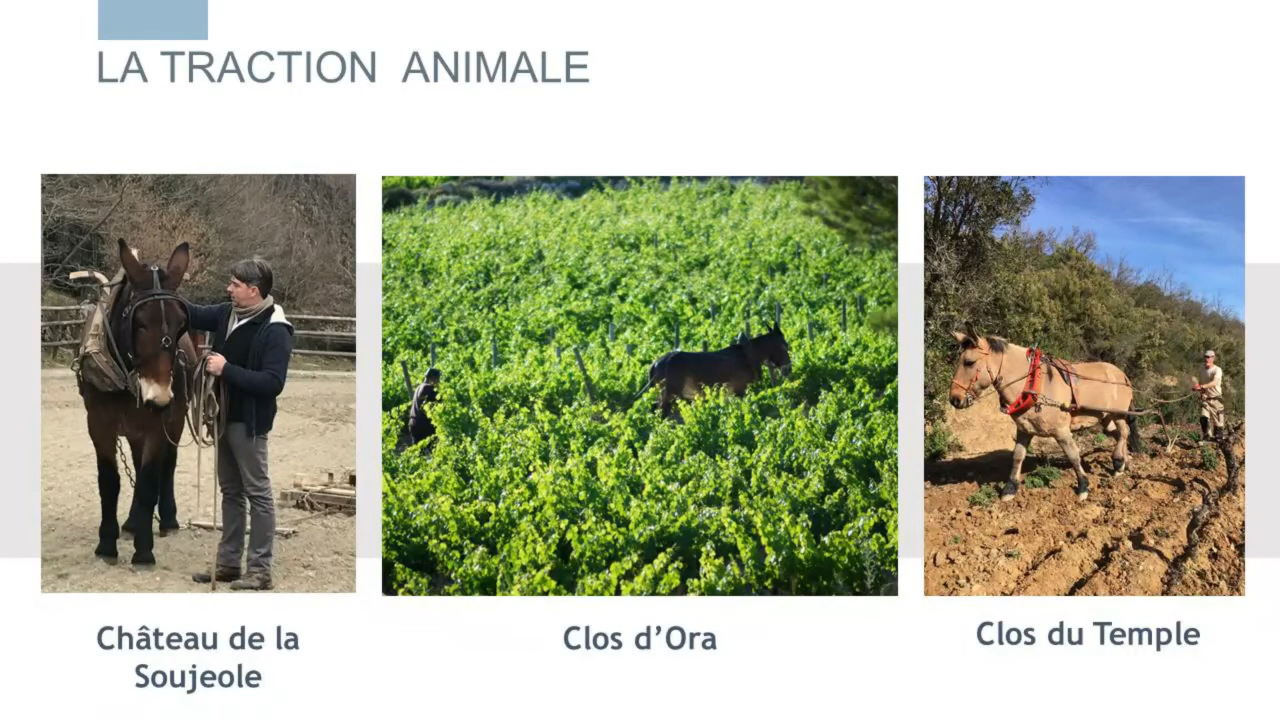 LA TRACTION ANIMALE
Château de la
Soujeole
Clos d’Ora
Clos du Temple